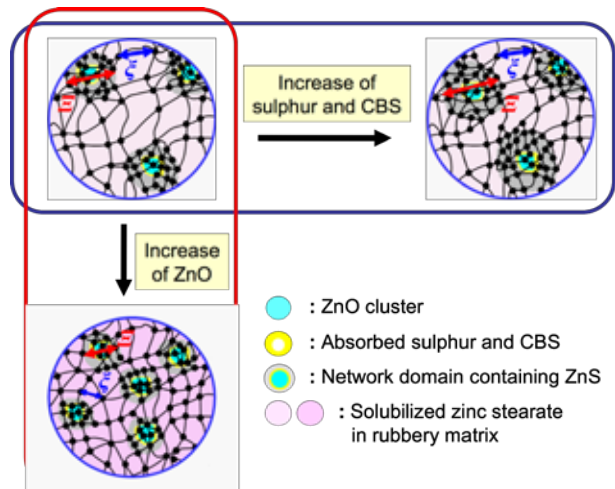 Ξ
ξ
Increase of
sulphur and CBS
Ξ
ξ
Increase
of ZnO
Ξ
ξ
: ZnO cluster
: Absorbed sulphur and CBS
: Network domain containing ZnS
: Solubilized zinc stearate
in rubbery matrix